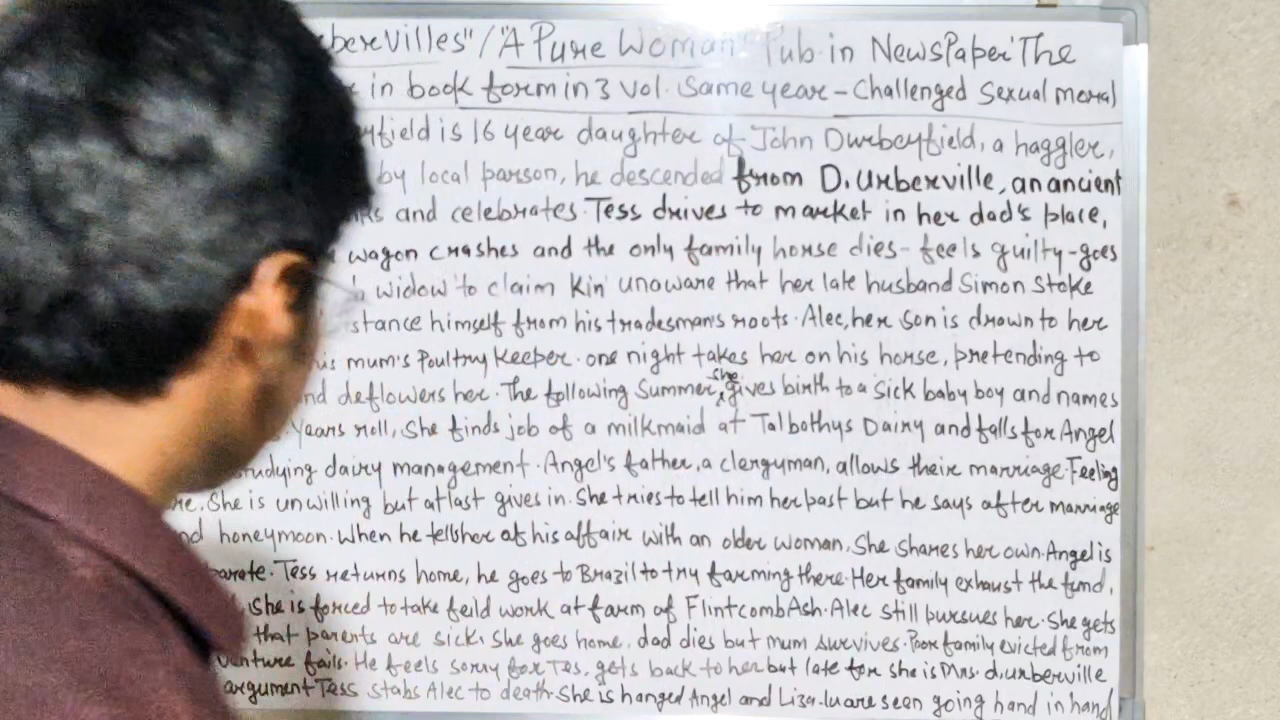 berevilles"/"A Pure Woman" Pub. in NewsPaper 'The
in book form in 3 vol. Same year - Challenged Sexual moral
yfield is 16 year daughter of John Durbeyfield, a haggler,
by local parson, he descended from D.Urberville, an ancient
ks and celebrates. Tess drives to market in her dad's place,
wagon crashes and the only family horse dies - feels guilty - goes
widow 'to claim kin' unaware that her late husband Simon Stoke
stance himself from his tradesman's roots. Alec, her son is drawn to her
is mum's Poultry Keeper. one night takes her on his horse, pretending to
nd deflowers her. The following Summer, she gives birth to a Sick baby boy and names
. Years roll, She finds job of a milkmaid at Talbothys Dairy and falls for Angel
tudying dairy management. Angel's father, a clergyman, allows their marriage. Feeling
re. She is unwilling but at last gives in. She tries to tell him her past but he says after marriage
nd honeymoon. When he tells her of his affair with an older woman, She shares her own. Angel is
parate. Tess returns home, he goes to Brazil to try farming there. Her family exhaust the fund,
She is forced to take feild work at farm of FlintcombAsh. Alec still pursues her. She gets
that parents are sick. She goes home, dad dies but mum survives. Poor family evicted from
venture fails. He feels sorry for Tes, gets back to her but late for she is Mrs. d.urberville
argument Tess stabs Alec to death. She is hanged Angel and Liza-lu are seen going hand in hand